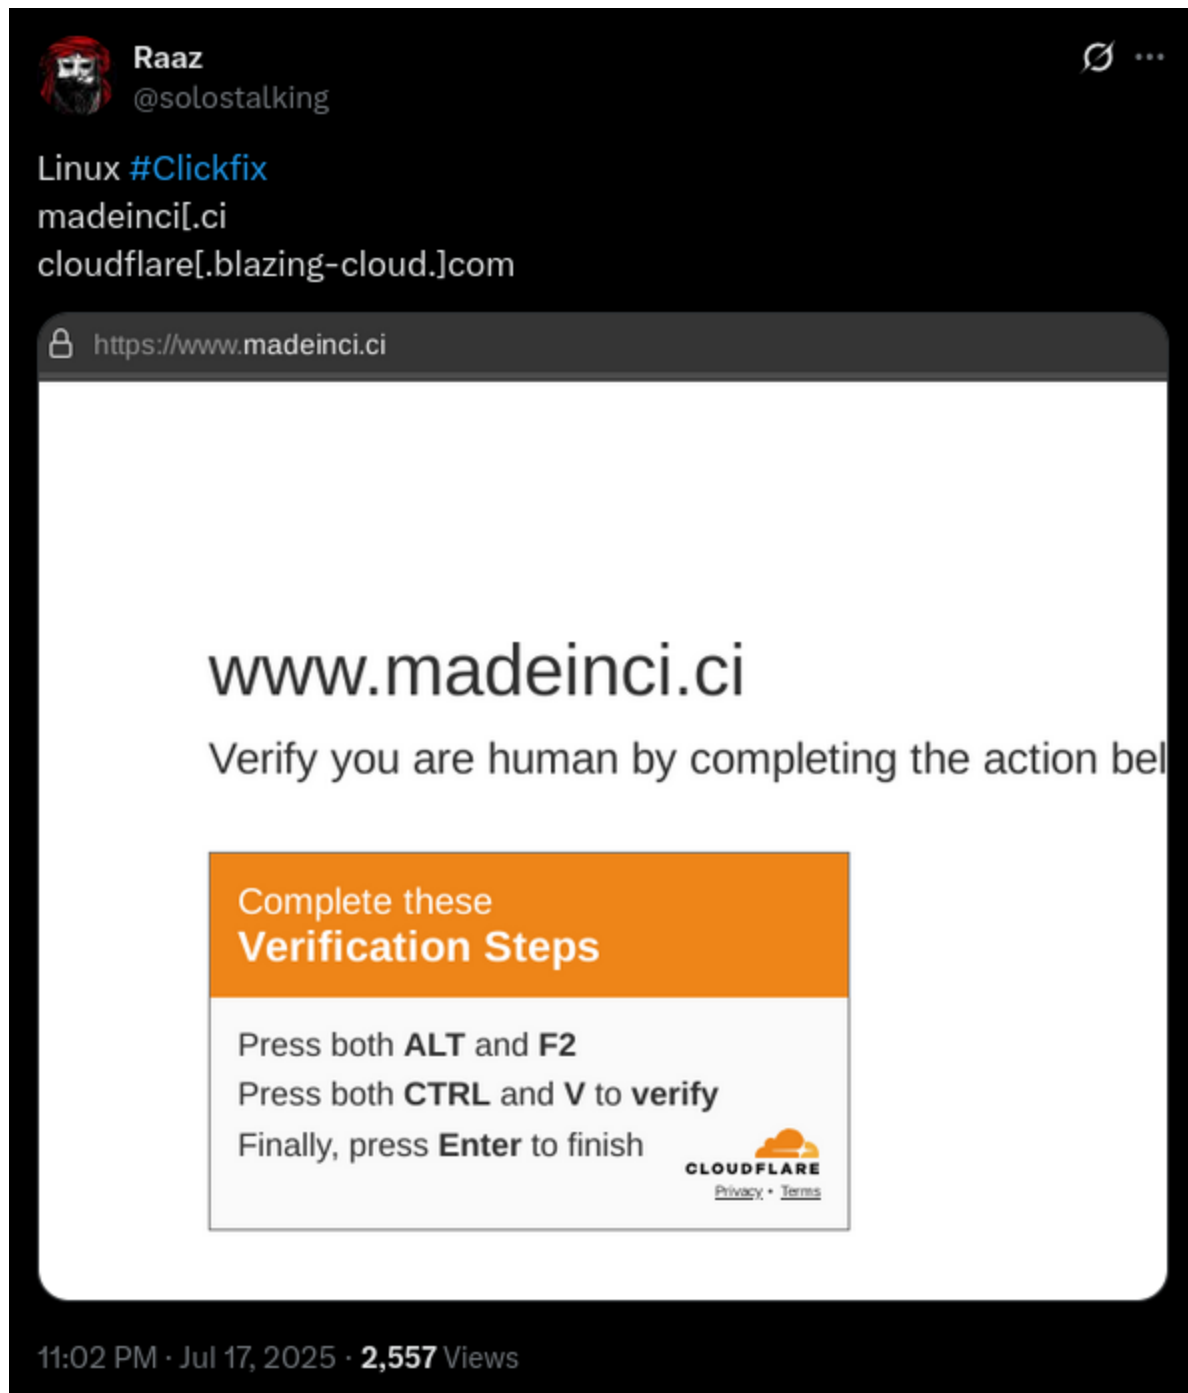 Raaz
@solostalking
Linux #Clickfix
madeinci[.ci
cloudflare[.blazing-cloud.]com
https://www.madeinci.ci
www.madeinci.ci
Verify you are human by completing the action bel
Complete these
Verification Steps
Press both ALT and F2
Press both CTRL and V to verify
Finally, press Enter to finish
CLOUDFLARE
Privacy • Terms
11:02 PM · Jul 17, 2025 · 2,557 Views